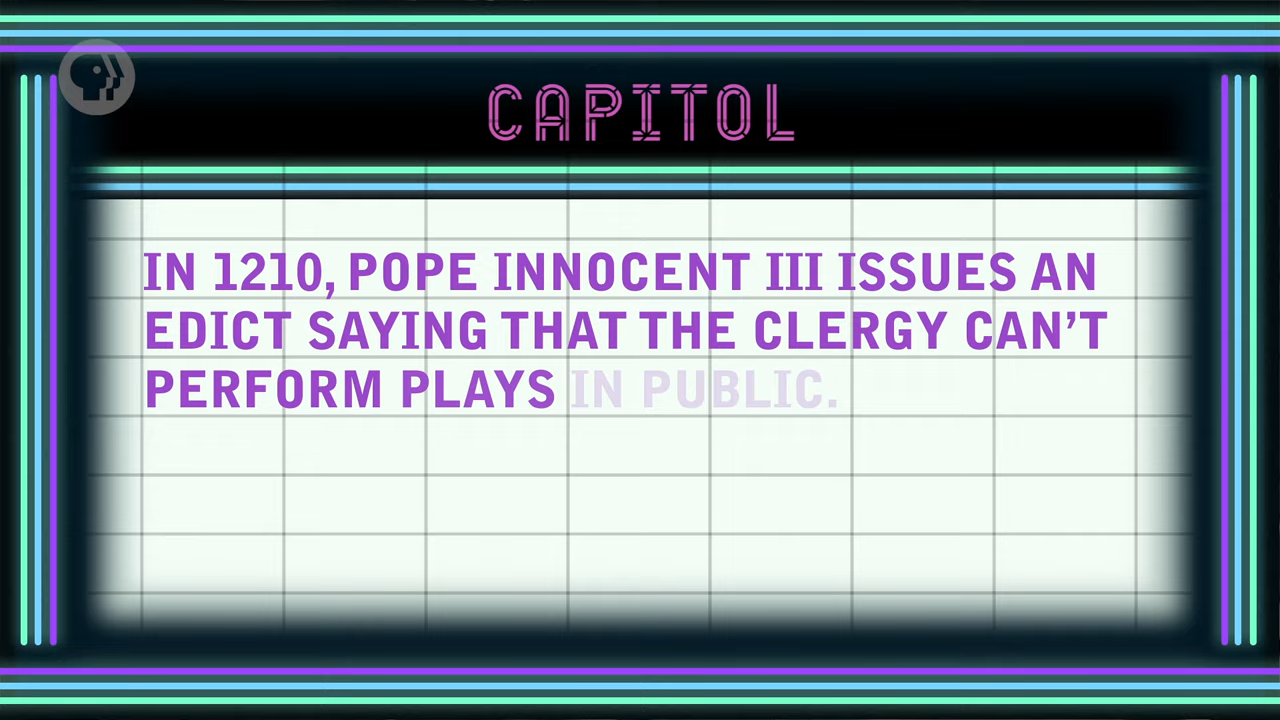 CAPITOL
IN 1210, POPE INNOCENT III ISSUES AN
EDICT SAYING THAT THE CLERGY CAN’T
PERFORM PLAYS IN PUBLIC.